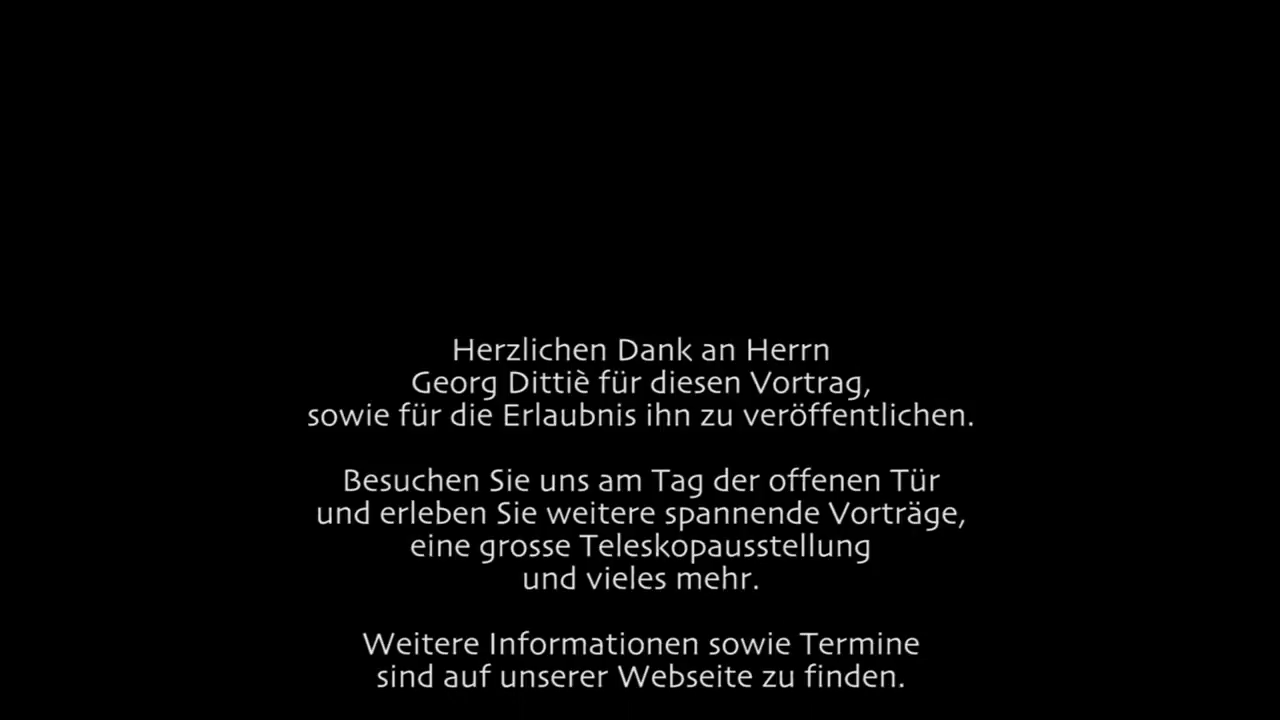 Herzlichen Dank an Herrn
Georg Dittiè für diesen Vortrag,
sowie für die Erlaubnis ihn zu veröffentlichen.
Besuchen Sie uns am Tag der offenen Tür
und erleben Sie weitere spannende Vorträge,
eine grosse Teleskopausstellung
und vieles mehr.
Weitere Informationen sowie Termine
sind auf unserer Webseite zu finden.